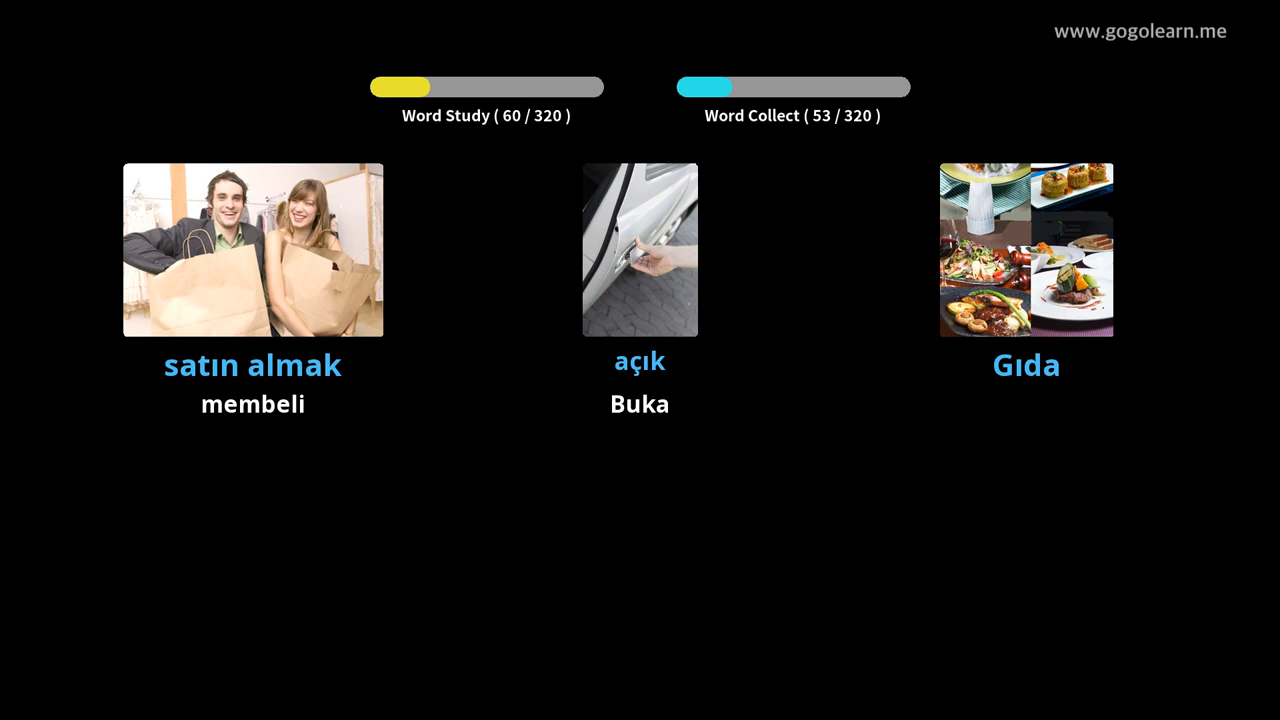 www.gogolearn.me
Word Study ( 60 / 320 )
Word Collect ( 53 / 320 )
satın almak
membeli
açık
Buka
Gıda